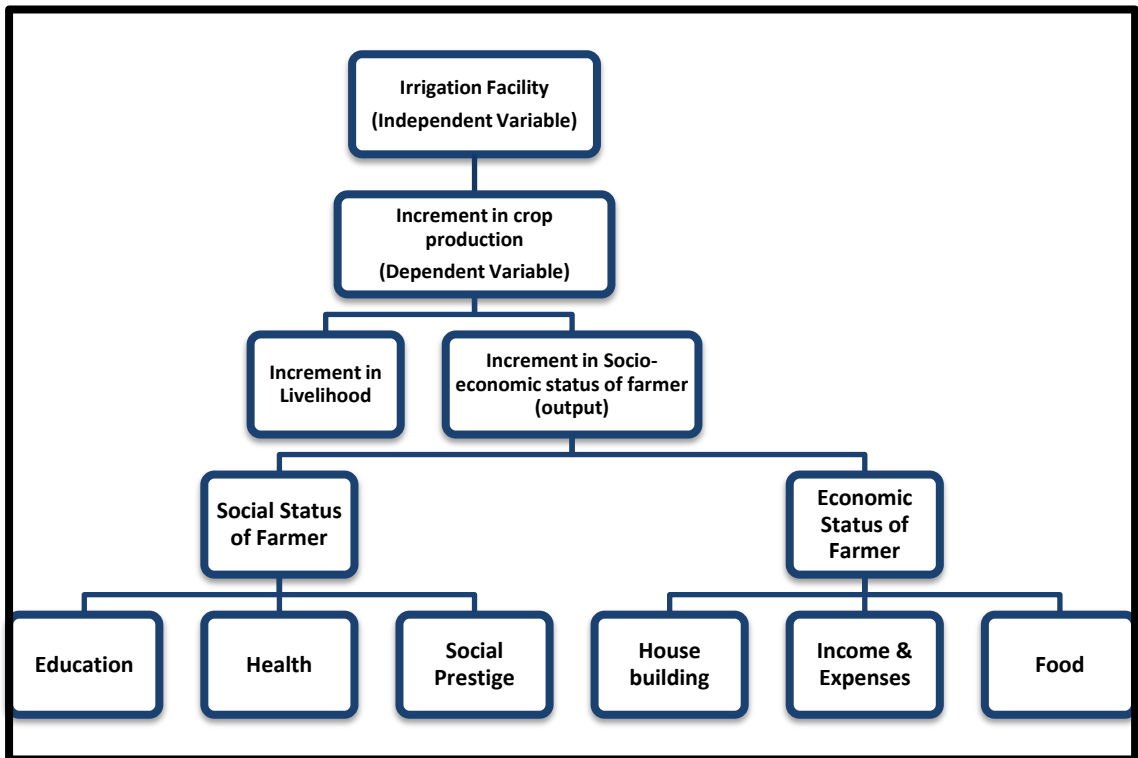 Irrigation Facility
(Independent Variable)
Increment in crop
production
(Dependent Variable)
Increment in
Livelihood
Increment in Socio-
economic status of farmer
(output)
Social Status
of Farmer
Economic
Status of
Farmer
Education
Health
Social
Prestige
House
building
Income &
Expenses
Food